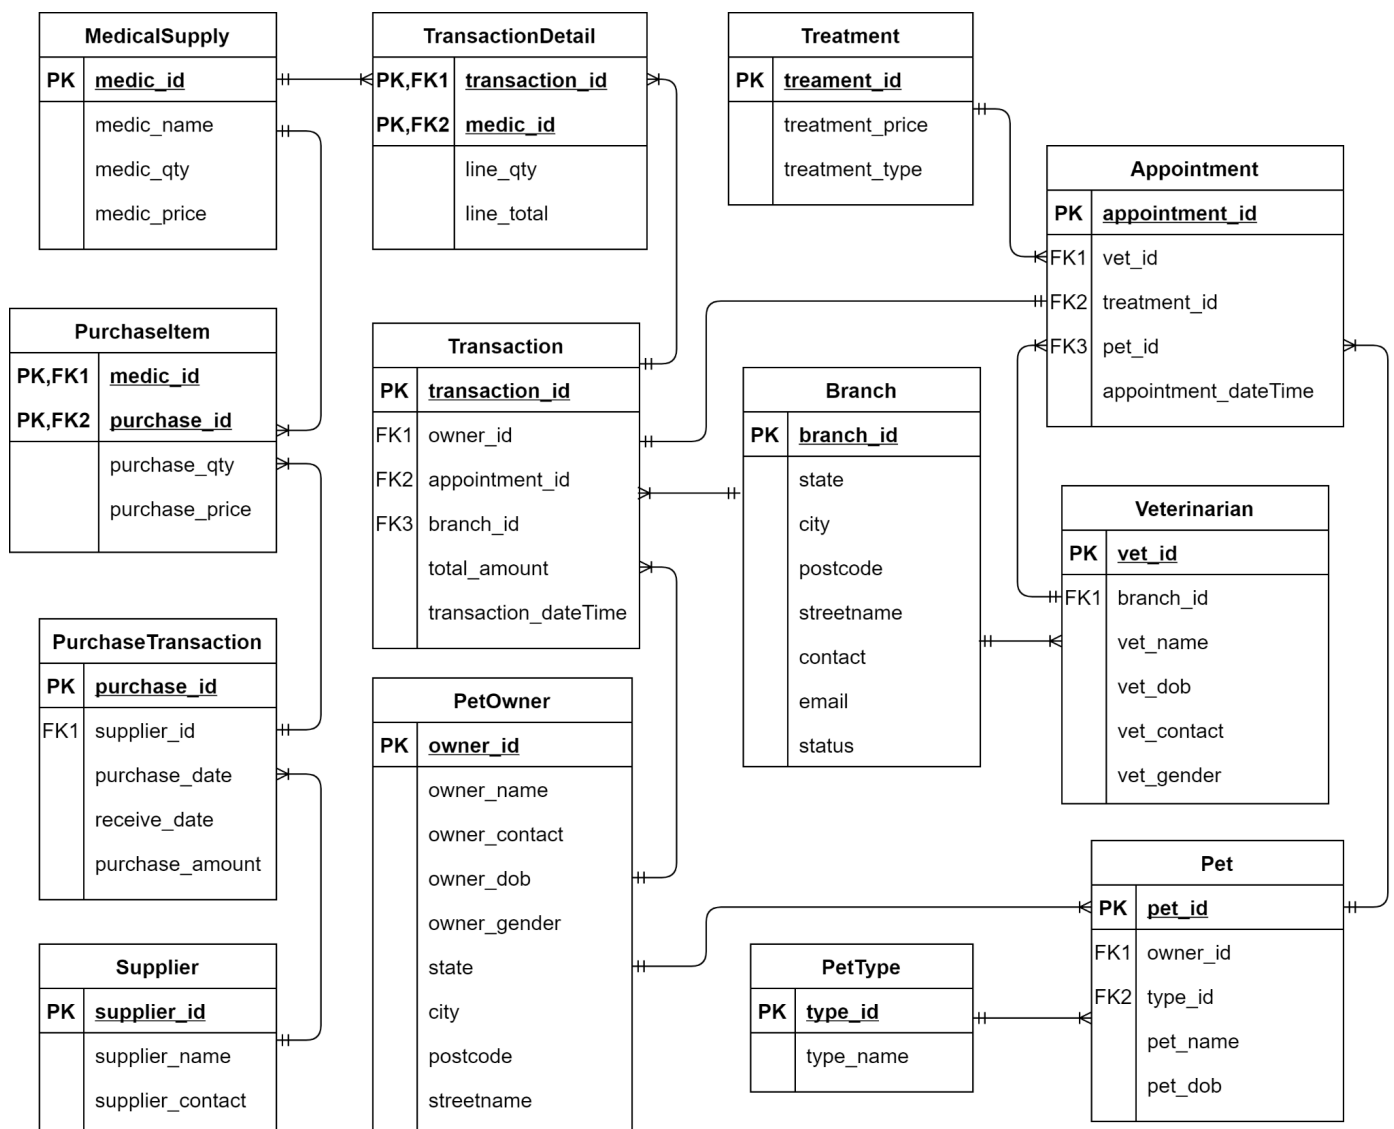 MedicalSupply
PK medic_id
medic_name
medic_qty
medic_price
TransactionDetail
PK,FK1 transaction_id
PK,FK2 medic_id
line_qty
line_total
Treatment
PK treament_id
treatment_price
treatment_type
Appointment
PK appointment_id
FK1 vet_id
FK2 treatment_id
FK3 pet_id
appointment_dateTime
PurchaseItem
PK,FK1 medic_id
PK,FK2 purchase_id
purchase_qty
purchase_price
Transaction
PK transaction_id
FK1 owner_id
FK2 appointment_id
FK3 branch_id
total_amount
transaction_dateTime
Branch
PK branch_id
state
city
postcode
streetname
contact
email
status
Veterinarian
PK vet_id
FK1 branch_id
vet_name
vet_dob
vet_contact
vet_gender
PurchaseTransaction
PK purchase_id
FK1 supplier_id
purchase_date
receive_date
purchase_amount
PetOwner
PK owner_id
owner_name
owner_contact
owner_dob
owner_gender
state
city
postcode
streetname
Pet
PK pet_id
FK1 owner_id
FK2 type_id
pet_name
pet_dob
Supplier
PK supplier_id
supplier_name
supplier_contact
PetType
PK type_id
type_name